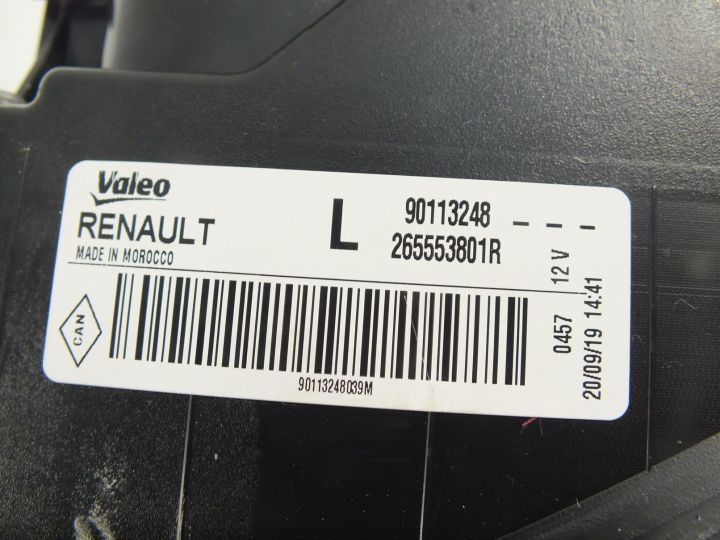 Valeo
RENAULT
MADE IN MOROCCO
L
90113248 - - -
265553801R
12 V
CAN
90113248039M
0457
20/09/19 14:41